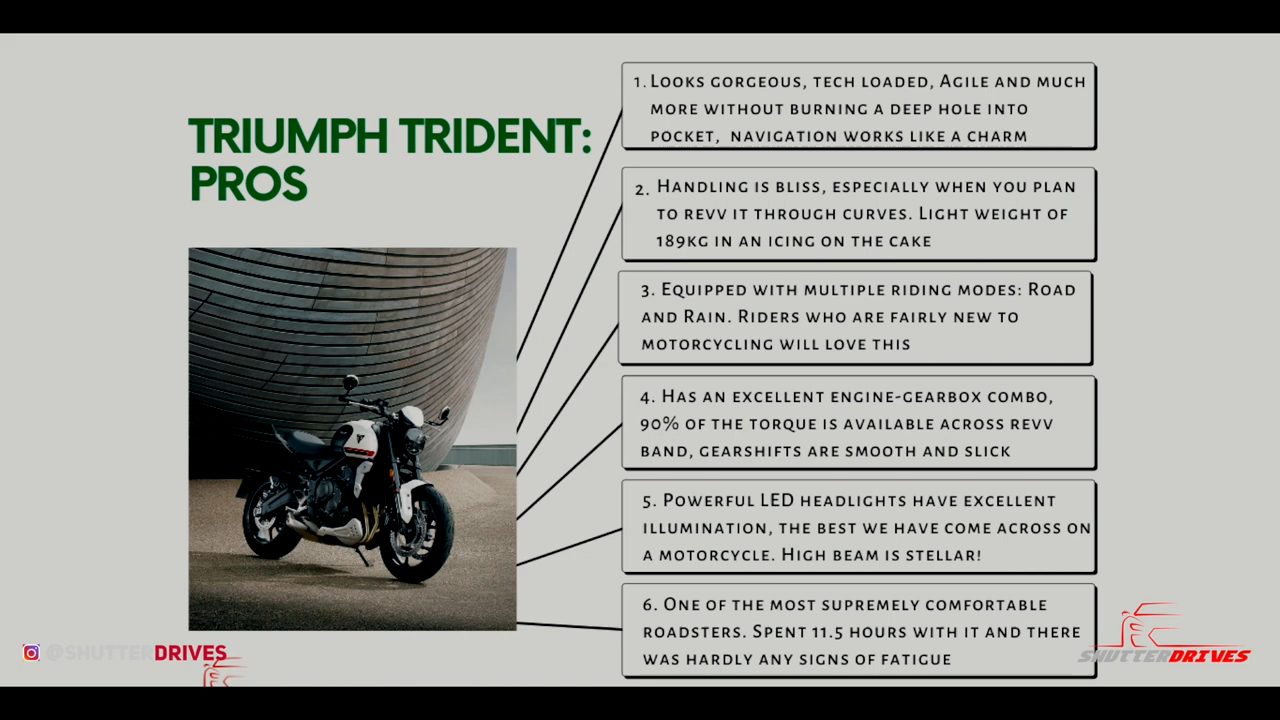 TRIUMPH TRIDENT:
PROS
1. LOOKS GORGEOUS, TECH LOADED, AGILE AND MUCH
MORE WITHOUT BURNING A DEEP HOLE INTO
POCKET, NAVIGATION WORKS LIKE A CHARM
2. HANDLING IS BLISS, ESPECIALLY WHEN YOU PLAN
TO REVV IT THROUGH CURVES. LIGHT WEIGHT OF
189KG IN AN ICING ON THE CAKE
3. EQUIPPED WITH MULTIPLE RIDING MODES: ROAD
AND RAIN. RIDERS WHO ARE FAIRLY NEW TO
MOTORCYCLING WILL LOVE THIS
4. HAS AN EXCELLENT ENGINE-GEARBOX COMBO,
90% OF THE TORQUE IS AVAILABLE ACROSS REVV
BAND, GEARSHIFTS ARE SMOOTH AND SLICK
5. POWERFUL LED HEADLIGHTS HAVE EXCELLENT
ILLUMINATION, THE BEST WE HAVE COME ACROSS ON
A MOTORCYCLE. HIGH BEAM IS STELLAR!
6. ONE OF THE MOST SUPREMELY COMFORTABLE
ROADSTERS. SPENT 11.5 HOURS WITH IT AND THERE
WAS HARDLY ANY SIGNS OF FATIGUE
@SHUTTERDRIVES
SHUTTERDRIVES